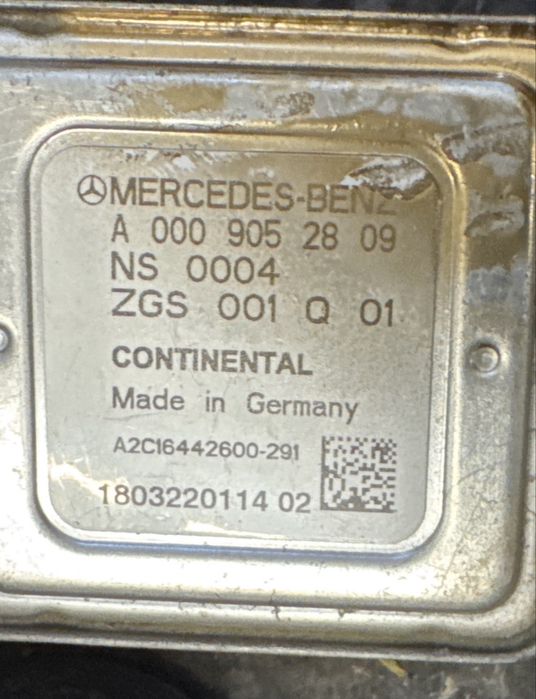 MERCEDES-BENZ
A 000 905 28 09
NS 0004
ZGS 001 Q 01
CONTINENTAL
Made in Germany
A2C16442600-291
1803220114 02